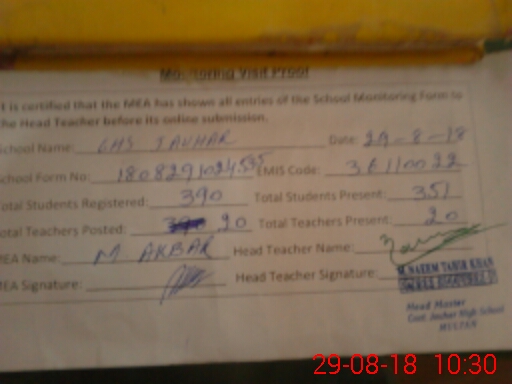 Monitoring Visit Proof
It is certified that the MEA has shown all entries of the School Monitoring Form to
the Head Teacher before its online submission.
School Name: GHS JAUHAR Date: 29-8-18
School Form No: EMIS Code: 36110022
Total Students Registered: 390 Total Students Present: 351
Total Teachers Posted: 20 Total Teachers Present: 20
MEA Name: M AKBAR Head Teacher Name:
MEA Signature: Head Teacher Signature:
M. NAEEM TAHIR KHAN
Head Master
Govt. Jauhar High School
MULTAN
29-08-18 10:30